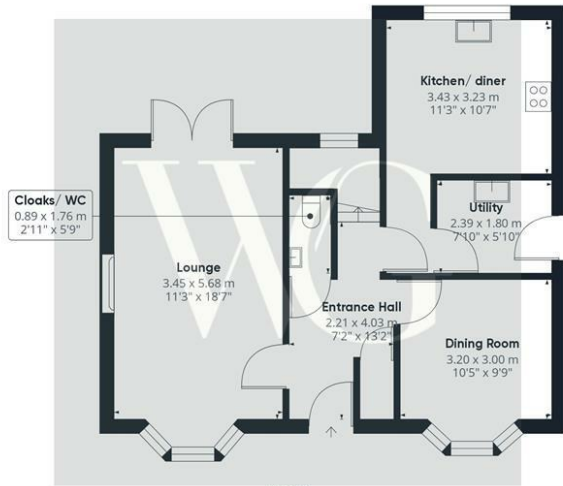 Kitchen/ diner
3.43 x 3.23 m
11'3" x 10'7"
Cloaks/ WC
0.89 x 1.76 m
2'11" x 5'9"
Utility
2.39 x 1.80 m
7'10" x 5'10"
Lounge
3.45 x 5.68 m
11'3" x 18'7"
Entrance Hall
2.21 x 4.03 m
7'2" x 13'2"
Dining Room
3.20 x 3.00 m
10'5" x 9'9"
WG